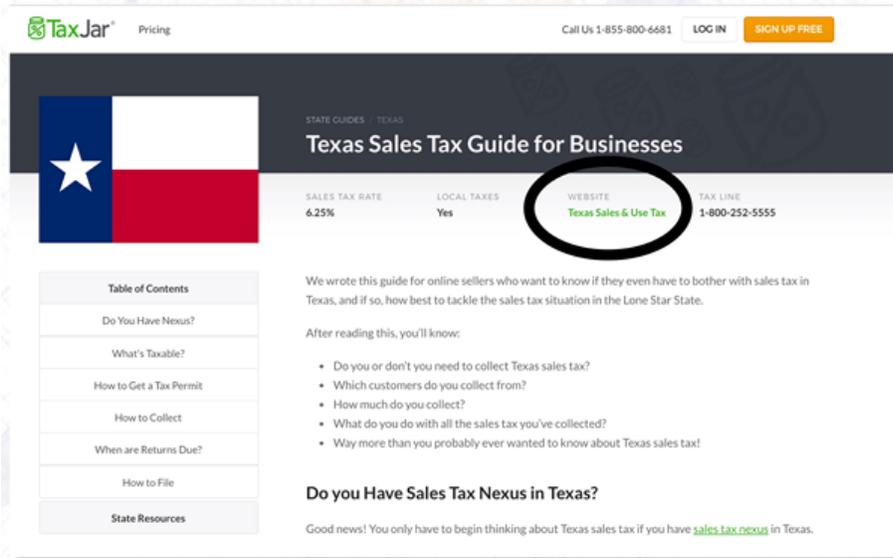 TaxJar
Pricing
Call Us 1-855-800-6681
LOG IN
SIGN UP FREE
STATE GUIDES / TEXAS
Texas Sales Tax Guide for Businesses
SALES TAX RATE
6.25%
LOCAL TAXES
Yes
WEBSITE
Texas Sales & Use Tax
TAX LINE
1-800-252-5555
Table of Contents
Do You Have Nexus?
What's Taxable?
How to Get a Tax Permit
How to Collect
When are Returns Due?
How to File
State Resources
We wrote this guide for online sellers who want to know if they even have to bother with sales tax in
Texas, and if so, how best to tackle the sales tax situation in the Lone Star State.
After reading this, you'll know:
• Do you or don't you need to collect Texas sales tax?
• Which customers do you collect from?
• How much do you collect?
• What do you do with all the sales tax you've collected?
• Way more than you probably ever wanted to know about Texas sales tax!
Do you Have Sales Tax Nexus in Texas?
Good news! You only have to begin thinking about Texas sales tax if you have sales tax nexus in Texas.